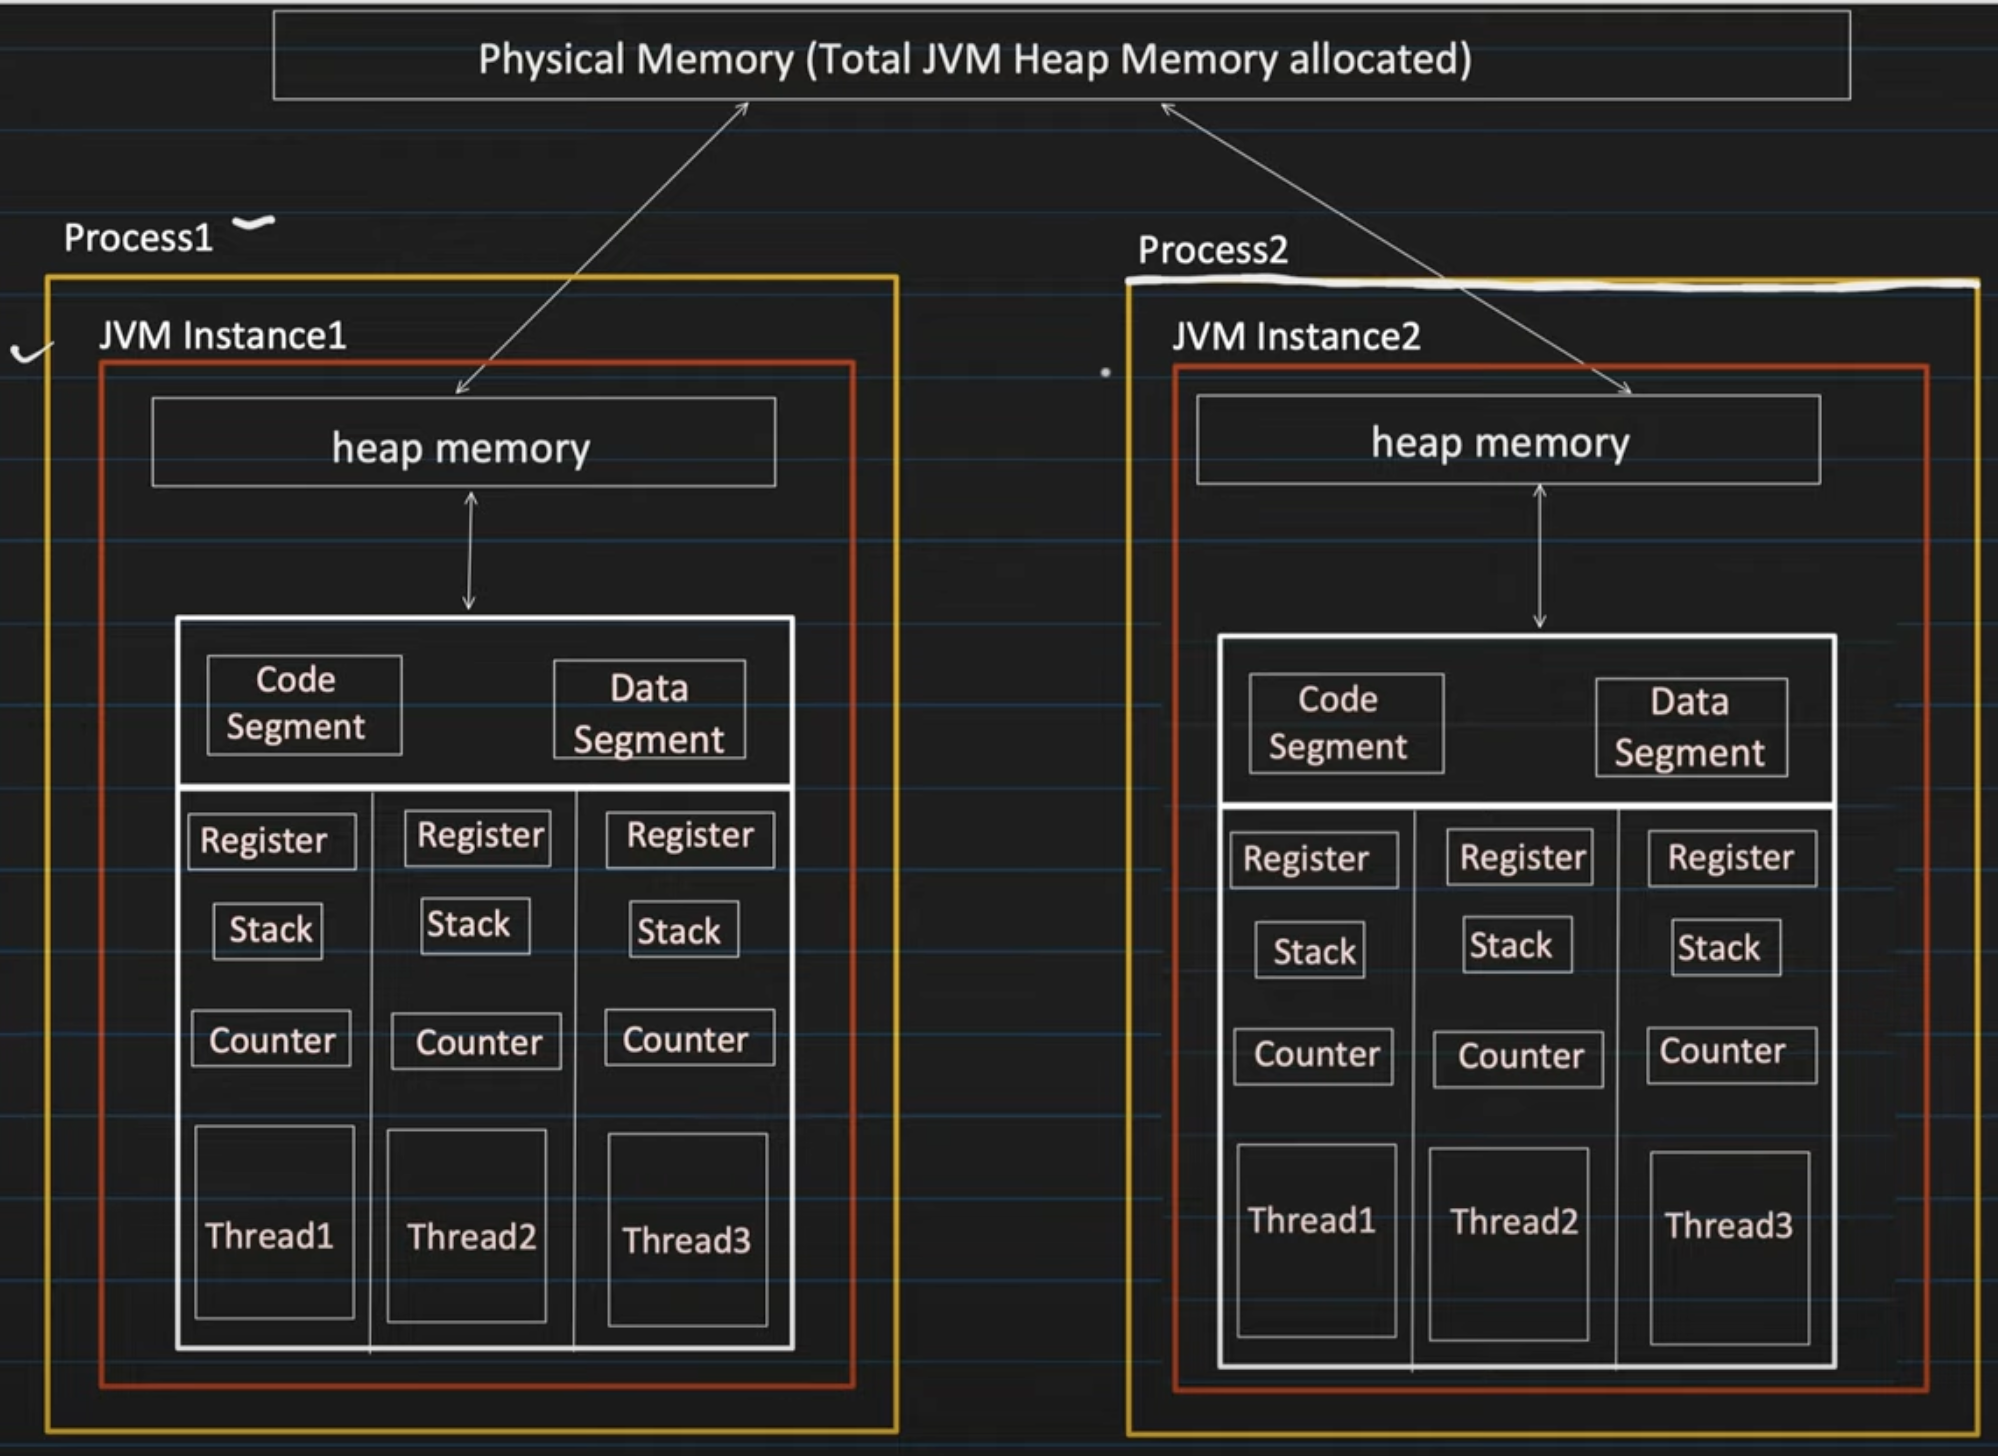 Physical Memory (Total JVM Heap Memory allocated)
Process1
JVM Instance1
heap memory
Code
Segment
Data
Segment
Register
Register
Register
Stack
Stack
Stack
Counter
Counter
Counter
Thread1
Thread2
Thread3
Process2
JVM Instance2
heap memory
Code
Segment
Data
Segment
Register
Register
Register
Stack
Stack
Stack
Counter
Counter
Counter
Thread1
Thread2
Thread3